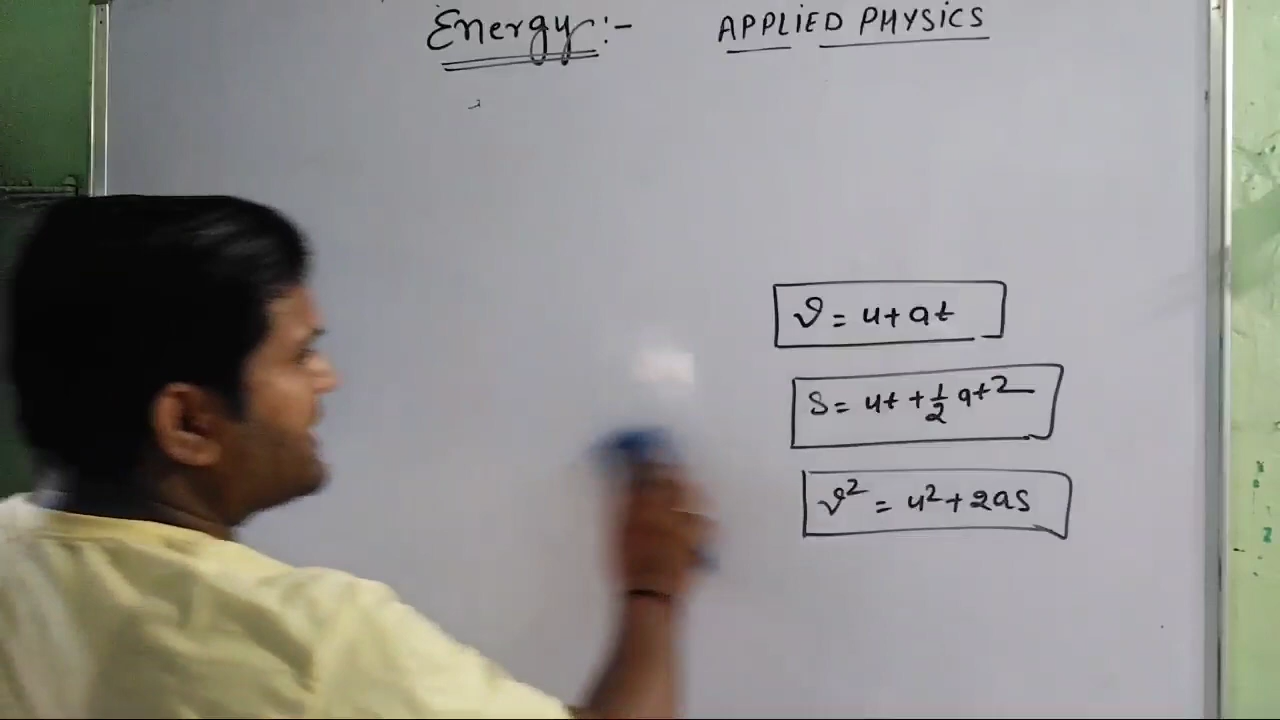 Energy:-
APPLIED PHYSICS
v = u + at
S = ut + 1/2 at²
v² = u² + 2as